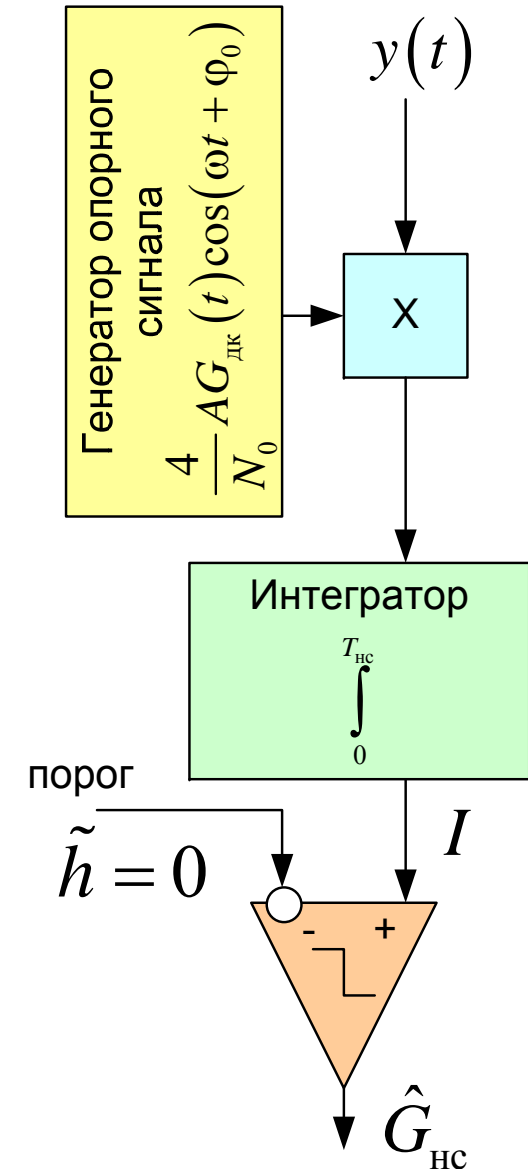 Генератор опорного
сигнала
4/N₀ AG_дк(t)cos(ωt + φ₀)
y(t)
X
Интегратор
T_нс
∫
0
порог
h̃ = 0
I
- +
Ĝ_нс